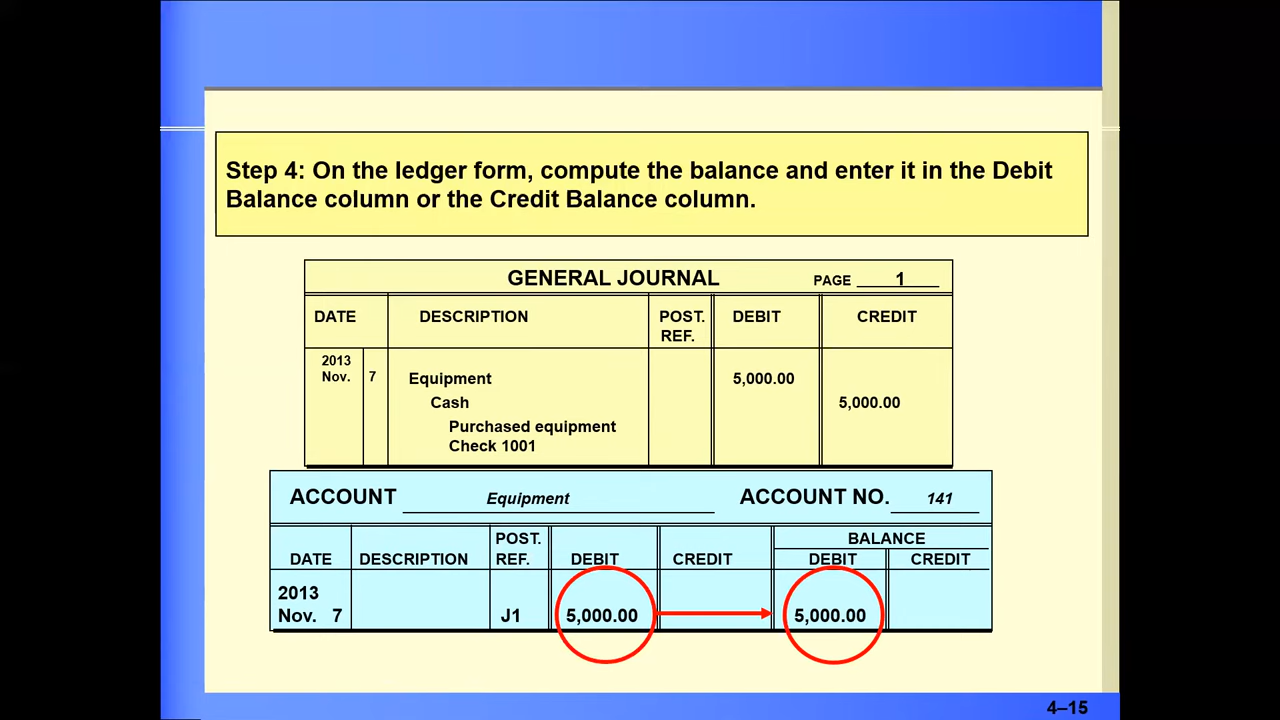 Step 4: On the ledger form, compute the balance and enter it in the Debit
Balance column or the Credit Balance column.
GENERAL JOURNAL PAGE 1
DATE DESCRIPTION POST. REF. DEBIT CREDIT
2013
Nov. 7 Equipment 5,000.00
Cash 5,000.00
Purchased equipment
Check 1001
ACCOUNT Equipment ACCOUNT NO. 141
POST. BALANCE
DATE DESCRIPTION REF. DEBIT CREDIT DEBIT CREDIT
2013
Nov. 7 J1 5,000.00 5,000.00
4–15